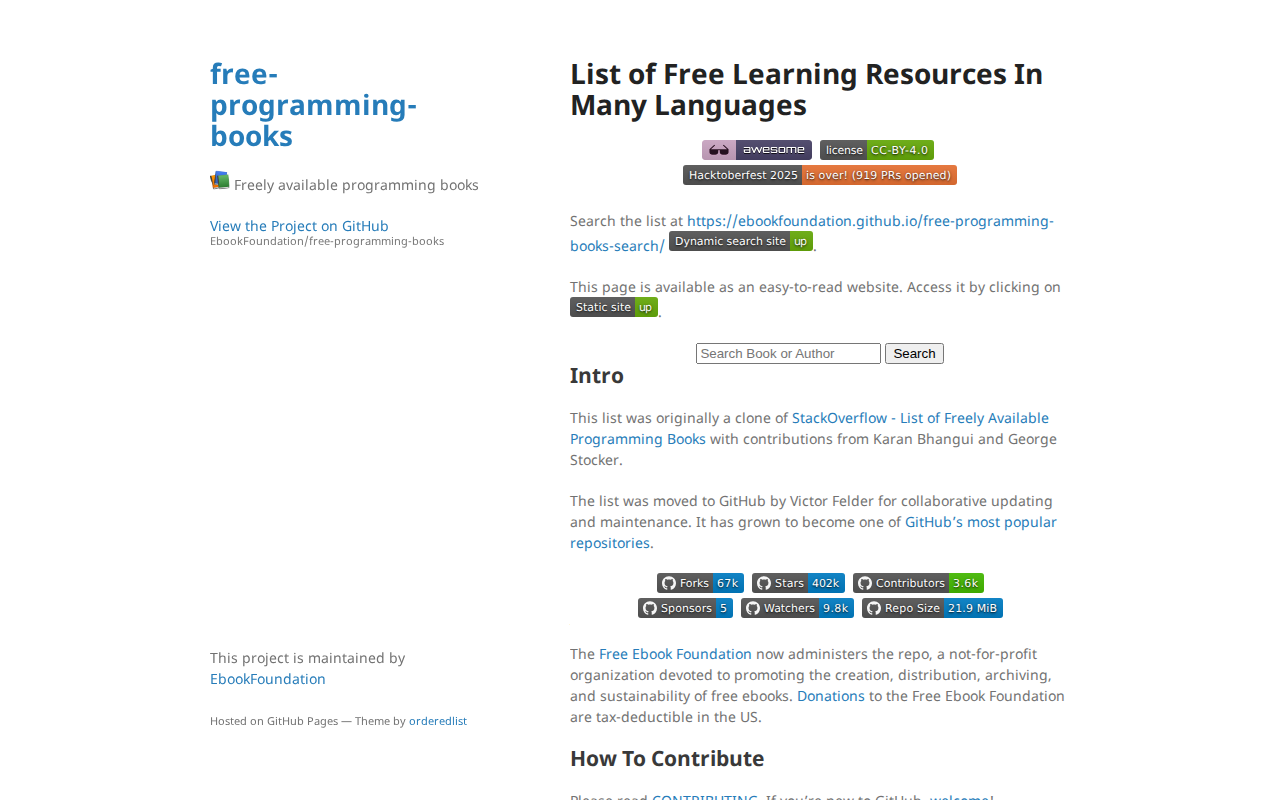 free-
programming-
books
Freely available programming books
View the Project on GitHub
EbookFoundation/free-programming-books
This project is maintained by
EbookFoundation
Hosted on GitHub Pages — Theme by orderedlist
List of Free Learning Resources In
Many Languages
awesome license CC-BY-4.0
Hacktoberfest 2025 is over! (919 PRs opened)
Search the list at https://ebookfoundation.github.io/free-programming-
books-search/ Dynamic search site up.
This page is available as an easy-to-read website. Access it by clicking on
Static site up.
Search Book or Author Search
Intro
This list was originally a clone of StackOverflow - List of Freely Available
Programming Books with contributions from Karan Bhangui and George
Stocker.
The list was moved to GitHub by Victor Felder for collaborative updating
and maintenance. It has grown to become one of GitHub’s most popular
repositories.
Forks 67k Stars 402k Contributors 3.6k
Sponsors 5 Watchers 9.8k Repo Size 21.9 MiB
The Free Ebook Foundation now administers the repo, a not-for-profit
organization devoted to promoting the creation, distribution, archiving,
and sustainability of free ebooks. Donations to the Free Ebook Foundation
are tax-deductible in the US.
How To Contribute
Please read CONTRIBUTING. If you’re new to GitHub, welcome!